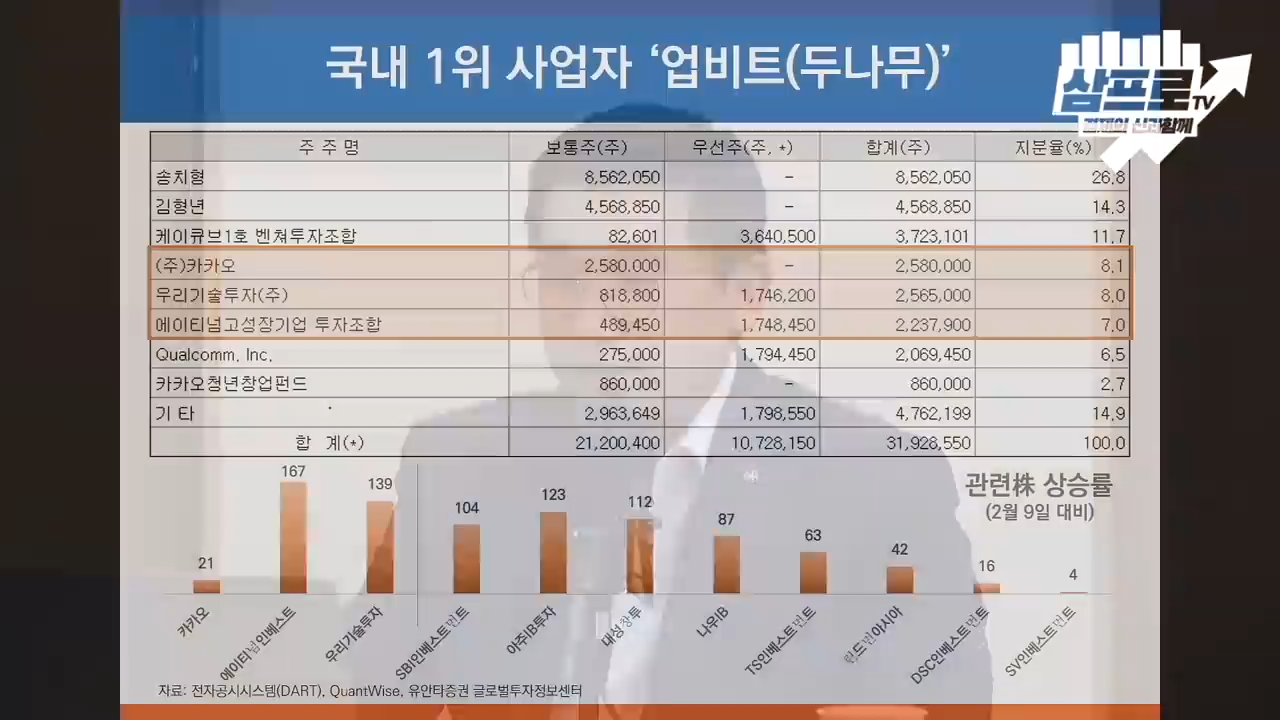 국내 1위 사업자 ‘업비트(두나무)’
삼프로TV
경제의 신과함께
주 주 명 보통주(주) 우선주(주, *) 합계(주) 지분율(%)
송치형 8,562,050 - 8,562,050 26.8
김형년 4,568,850 - 4,568,850 14.3
케이큐브1호 벤쳐투자조합 82,601 3,640,500 3,723,101 11.7
(주)카카오 2,580,000 - 2,580,000 8.1
우리기술투자(주) 818,800 1,746,200 2,565,000 8.0
에이티넘고성장기업 투자조합 489,450 1,748,450 2,237,900 7.0
Qualcomm, Inc. 275,000 1,794,450 2,069,450 6.5
카카오청년창업펀드 860,000 - 860,000 2.7
기 타 2,963,649 1,798,550 4,762,199 14.9
합 계(*) 21,200,400 10,728,150 31,928,550 100.0
관련株 상승률
(2월 9일 대비)
21 167 139 104 123 112 87 63 42 16 4
카카오 에이티넘인베스트 우리기술투자 SBI인베스트먼트 아주IB투자 대성창투 나우IB TS인베스트먼트 DSC인베스트먼트 SV인베스트먼트
자료: 전자공시시스템(DART), QuantWise, 유안타증권 글로벌투자정보센터